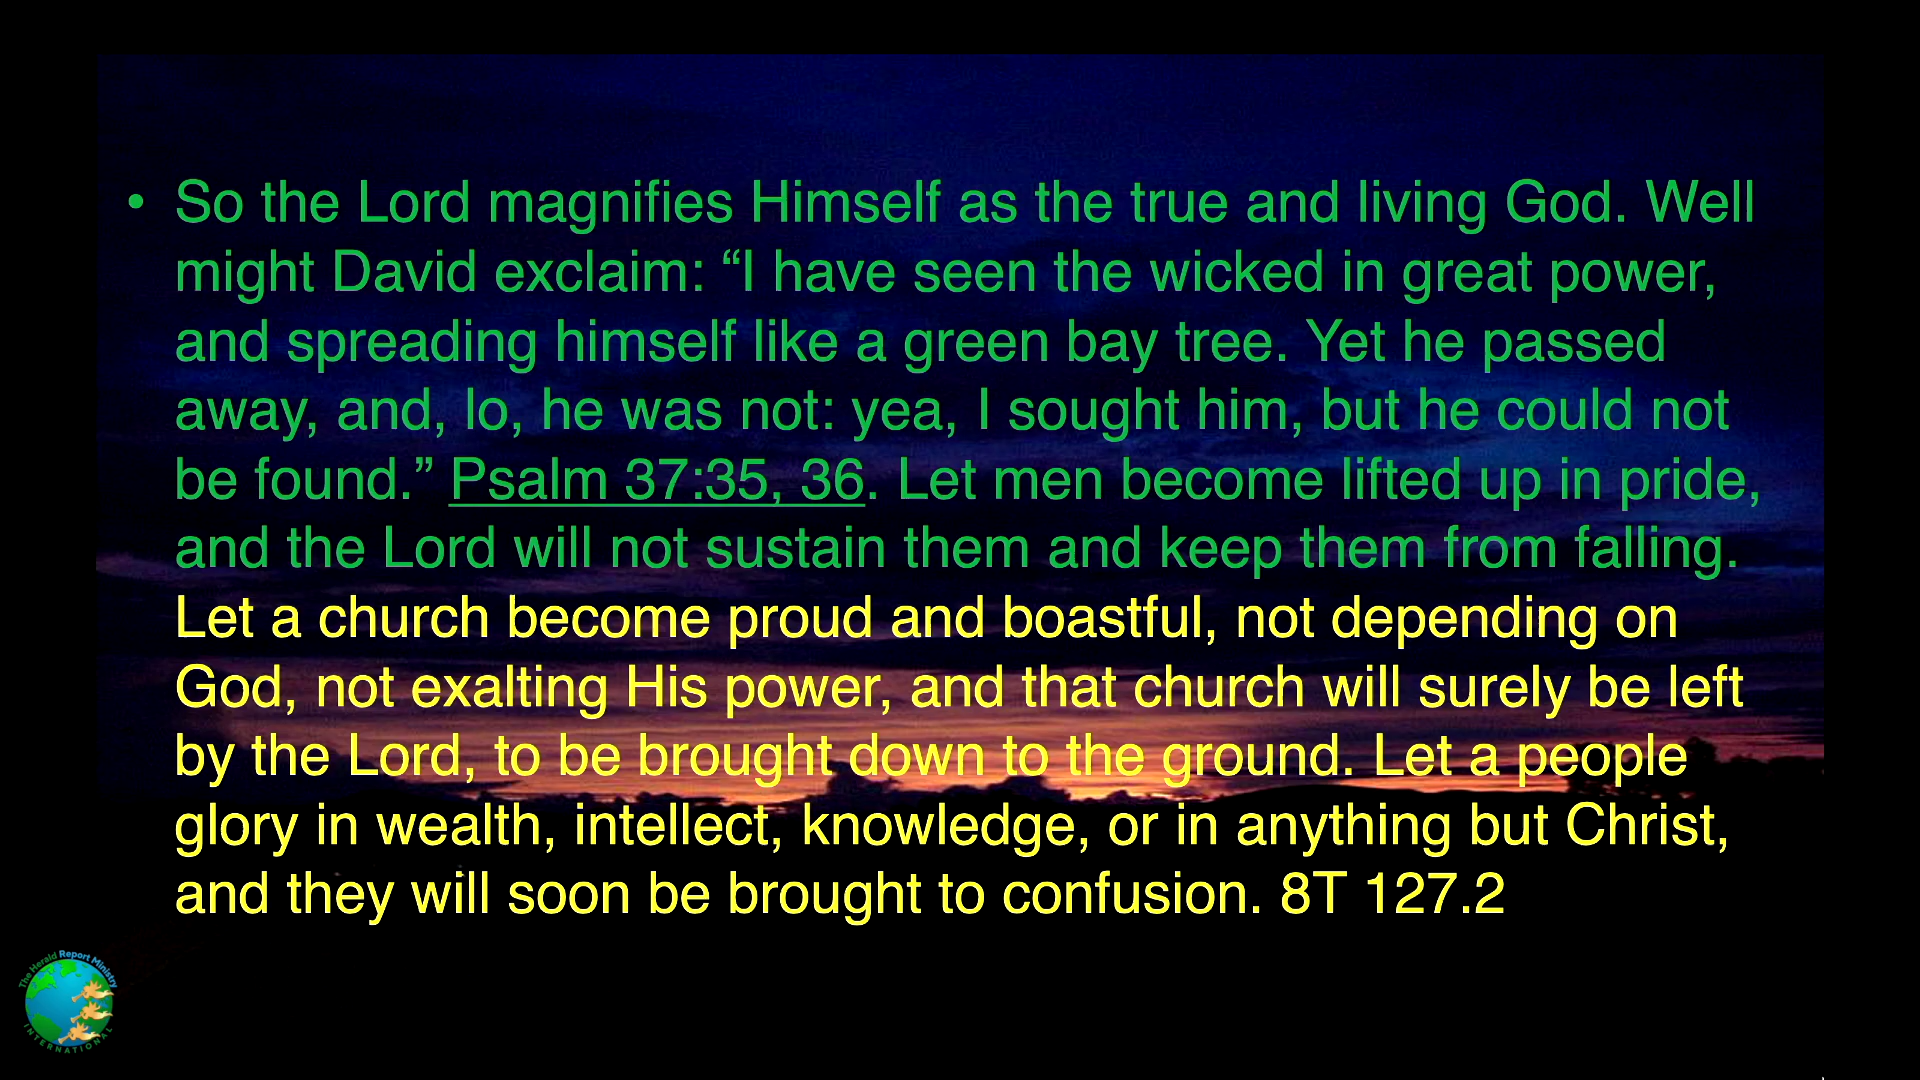 • So the Lord magnifies Himself as the true and living God. Well
might David exclaim: “I have seen the wicked in great power,
and spreading himself like a green bay tree. Yet he passed
away, and, lo, he was not: yea, I sought him, but he could not
be found.” Psalm 37:35, 36. Let men become lifted up in pride,
and the Lord will not sustain them and keep them from falling.
Let a church become proud and boastful, not depending on
God, not exalting His power, and that church will surely be left
by the Lord, to be brought down to the ground. Let a people
glory in wealth, intellect, knowledge, or in anything but Christ,
and they will soon be brought to confusion. 8T 127.2
The Herald Report Ministry
INTERNATIONAL